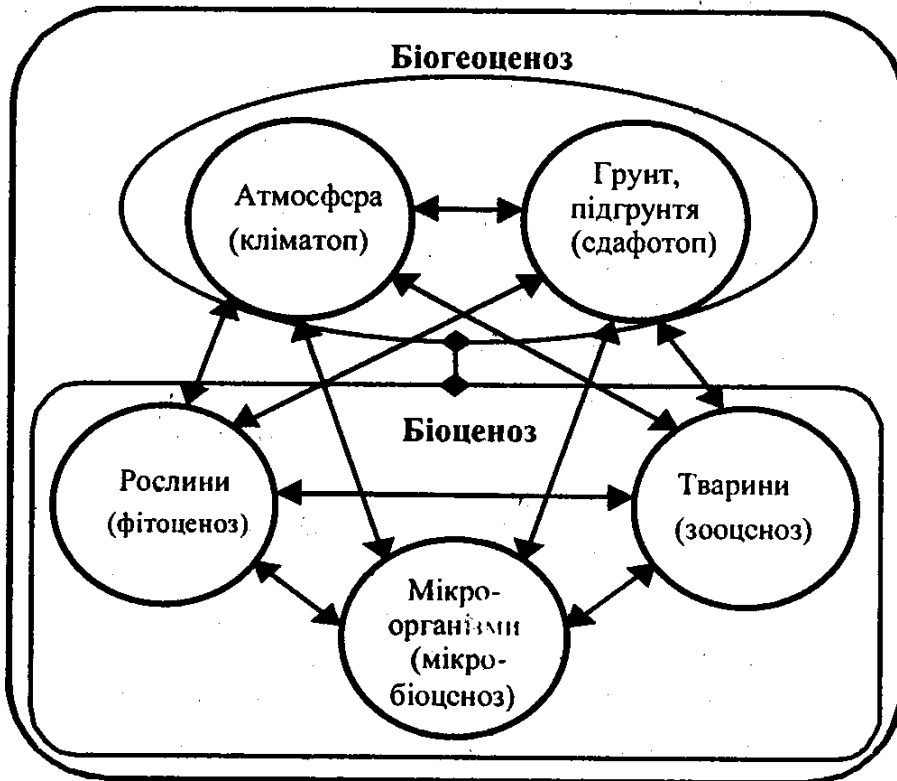 Біогеоценоз
Атмосфера
(кліматоп)
Грунт,
підгрунтя
(едафотоп)
Біоценоз
Рослини
(фітоценоз)
Тварини
(зооценоз)
Мікро-
організми
(мікро-
біоценоз)